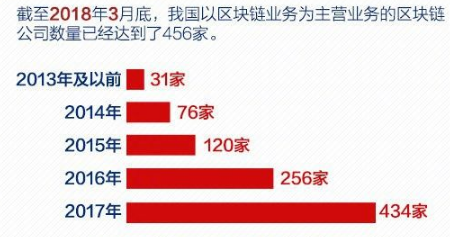 截至2018年3月底，我国以区块链业务为主营业务的区块链
公司数量已经达到了456家。
2013年及以前 31家
2014年 76家
2015年 120家
2016年 256家
2017年 434家